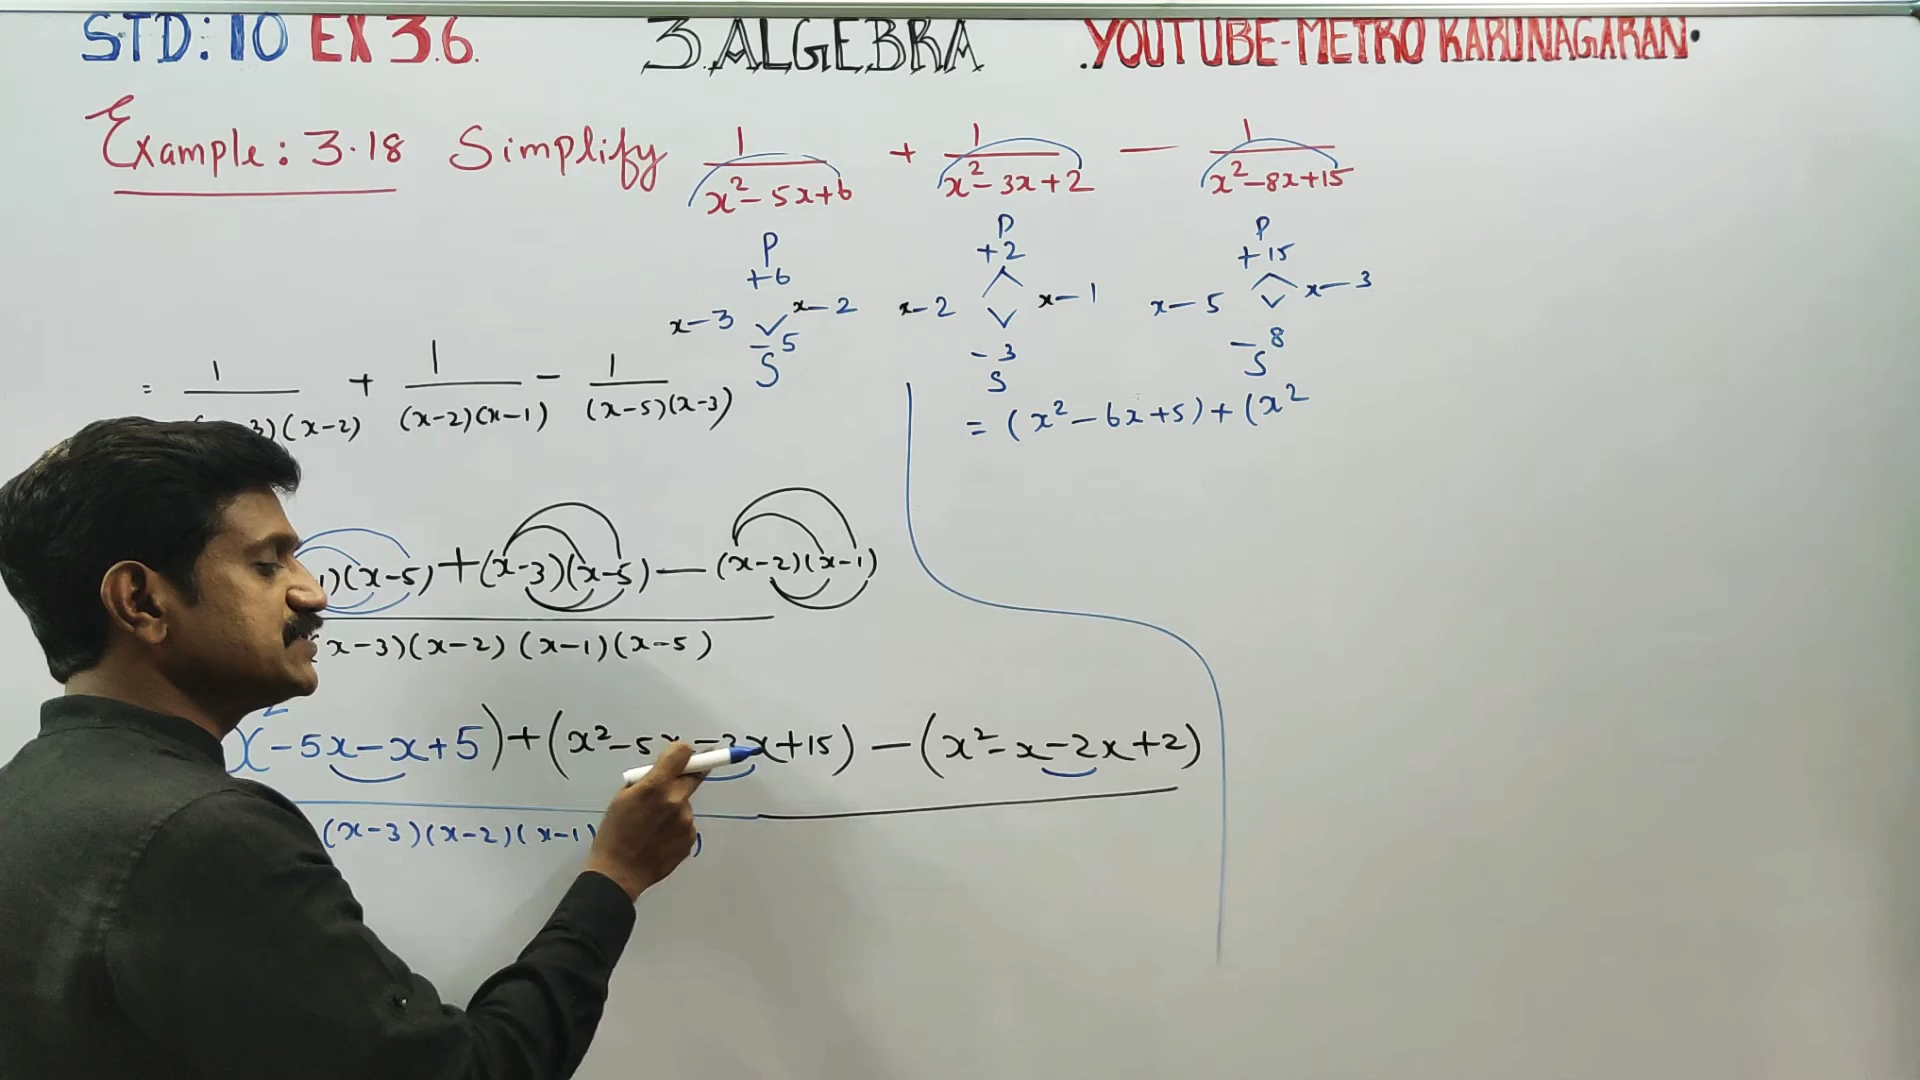 STD: 10 EX 3.6. 3.ALGEBRA .YOUTUBE-METRO KARUNAGARAN.
Example: 3.18 Simplify 1/(x²-5x+6) + 1/(x²-3x+2) — 1/(x²-8x+15)
P P P
+6 +2 +15
x-3 x-2 x-2 x-1 x-5 x-3
-5 -3 -8
S S S
= 1/3)(x-2) + 1/(x-2)(x-1) - 1/(x-5)(x-3)
= (x²-6x+5)+(x²
1)(x-5)+(x-3)(x-5)—(x-2)(x-1)
(x-3)(x-2)(x-1)(x-5)
-5x-x+5)+(x²-5x-3x+15)-(x²-x-2x+2)
(x-3)(x-2)(x-1)